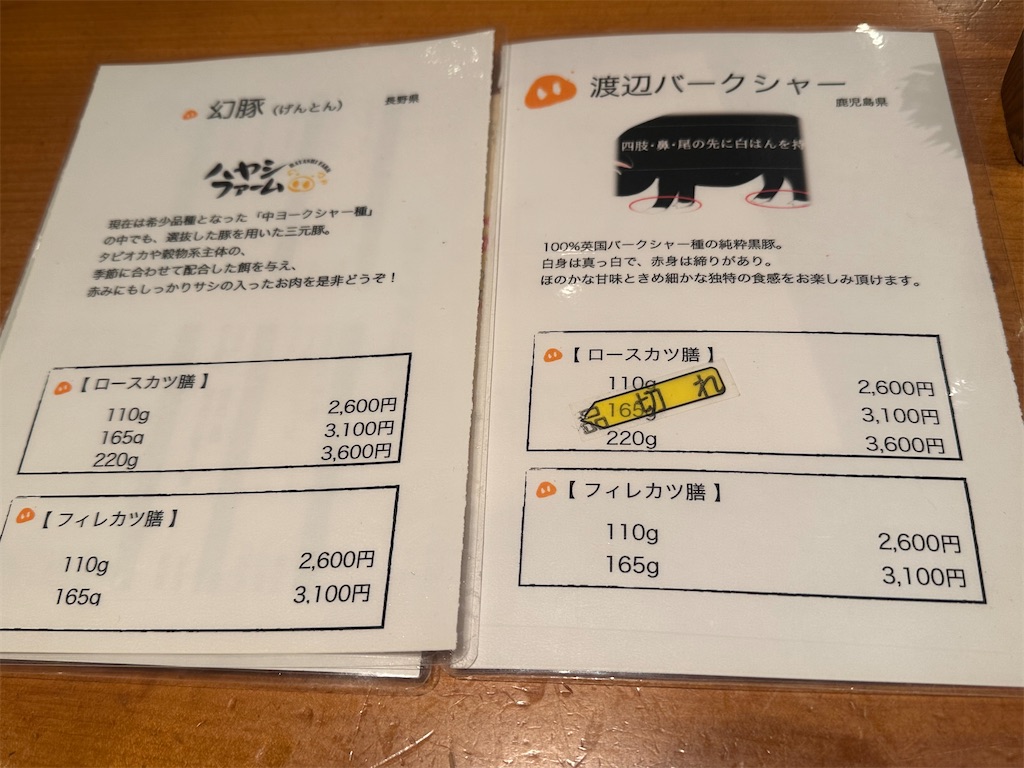 幻豚 (げんとん) 長野県
ハヤシ
ファーム
現在は希少品種となった「中ヨークシャー種」
の中でも、選抜した豚を用いた三元豚。
タピオカや穀物系主体の、
季節に合わせて配合した餌を与え、
赤みにもしっかりサシの入ったお肉を是非どうぞ！
【 ロースカツ膳 】
110g 2,600円
165g 3,100円
220g 3,600円
【 フィレカツ膳 】
110g 2,600円
165g 3,100円
渡辺バークシャー
鹿児島県
四肢・鼻・尾の先に白はんを持
100%英国バークシャー種の純粋黒豚。
白身は真っ白で、赤身は締りがあり。
ほのかな甘味ときめ細かな独特の食感をお楽しみ頂けます。
【 ロースカツ膳 】
110g 2,600円
165g 3,100円
品切れ
220g 3,600円
【 フィレカツ膳 】
110g 2,600円
165g 3,100円